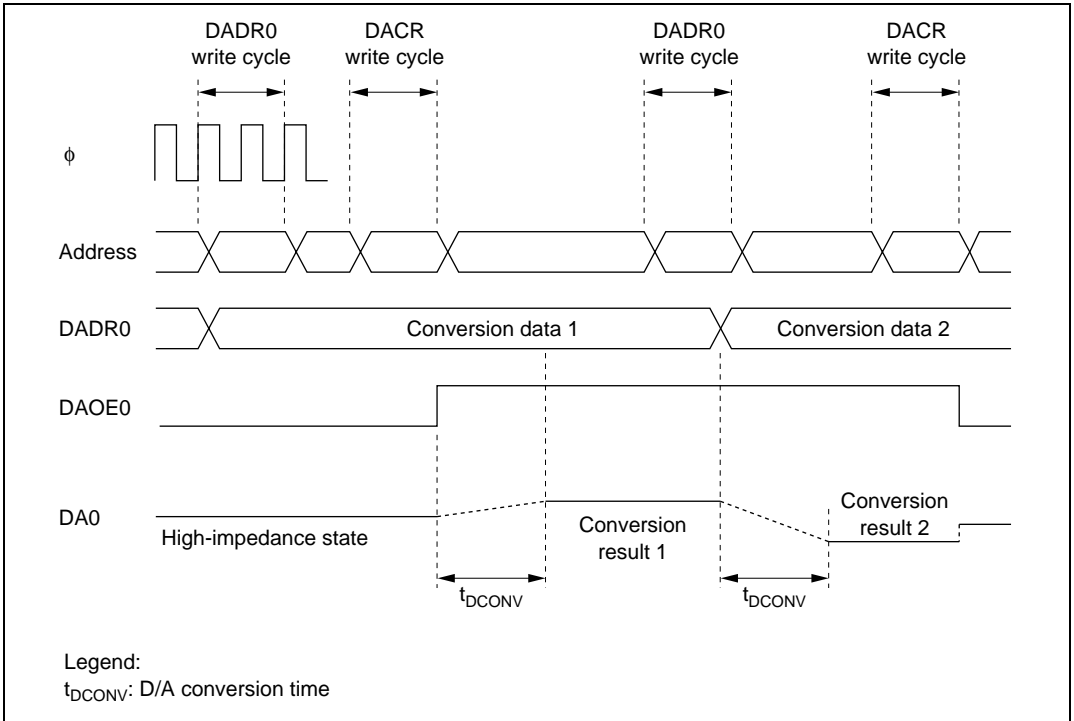 DADR0
write cycle
DACR
write cycle
DADR0
write cycle
DACR
write cycle
ϕ
Address
DADR0
Conversion data 1
Conversion data 2
DAOE0
DA0
High-impedance state
Conversion
result 1
Conversion
result 2
tDCONV
tDCONV
Legend:
tDCONV: D/A conversion time